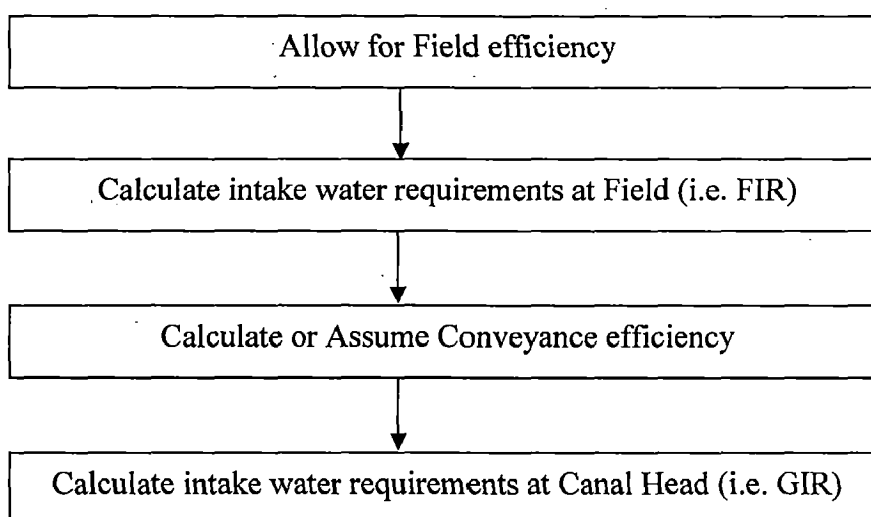 Allow for Field efficiency
Calculate intake water requirements at Field (i.e. FIR)
Calculate or Assume Conveyance efficiency
Calculate intake water requirements at Canal Head (i.e. GIR)